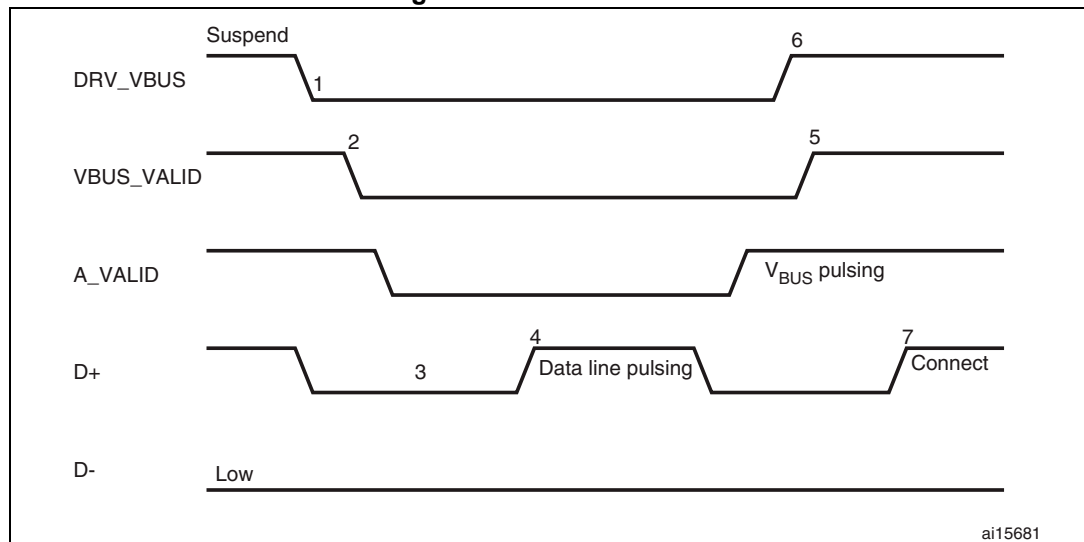 g
Suspend
6
DRV_VBUS
1
2
5
VBUS_VALID
A_VALID
VBUS pulsing
4
7
D+
3
Data line pulsing
Connect
D-
Low
ai15681